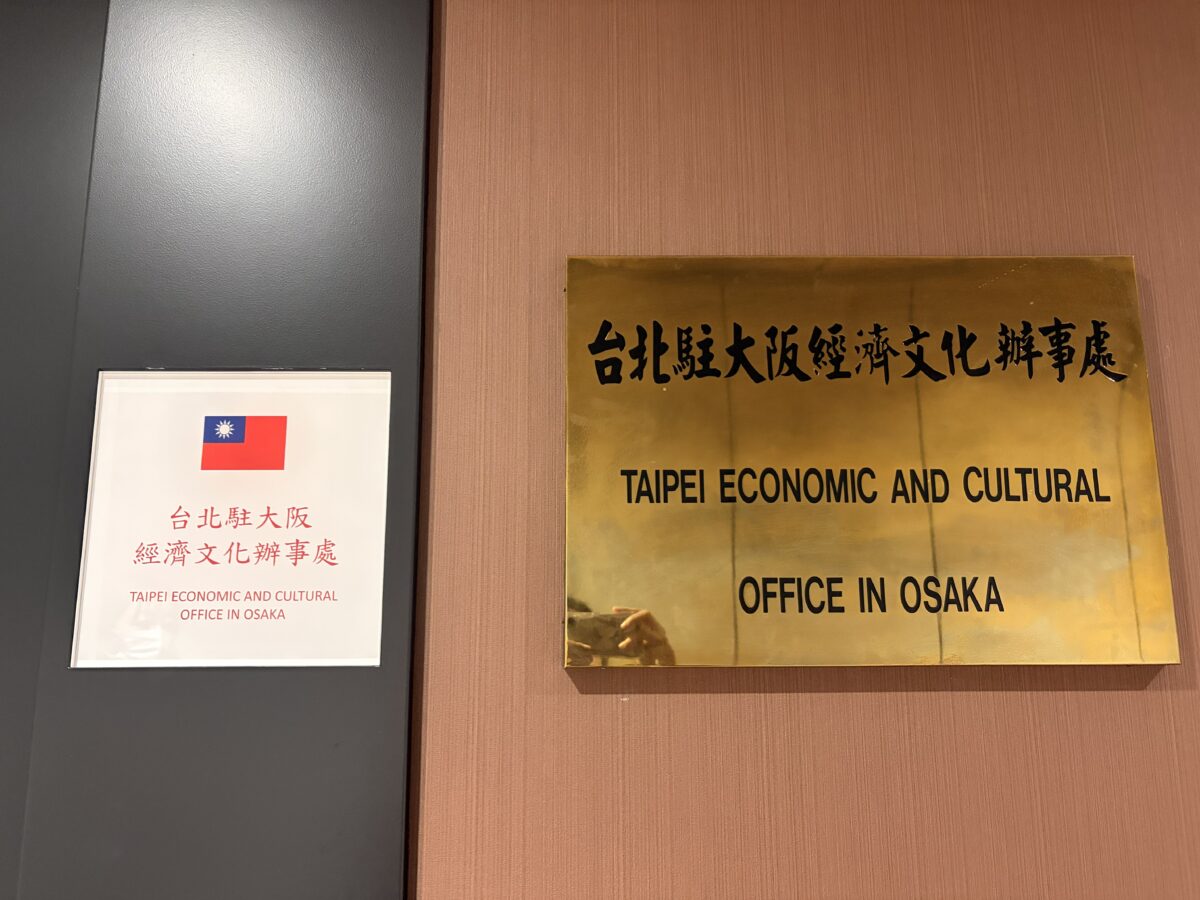 台北駐大阪
經濟文化辦事處
TAIPEI ECONOMIC AND CULTURAL
OFFICE IN OSAKA
台北駐大阪經濟文化辦事處
TAIPEI ECONOMIC AND CULTURAL
OFFICE IN OSAKA